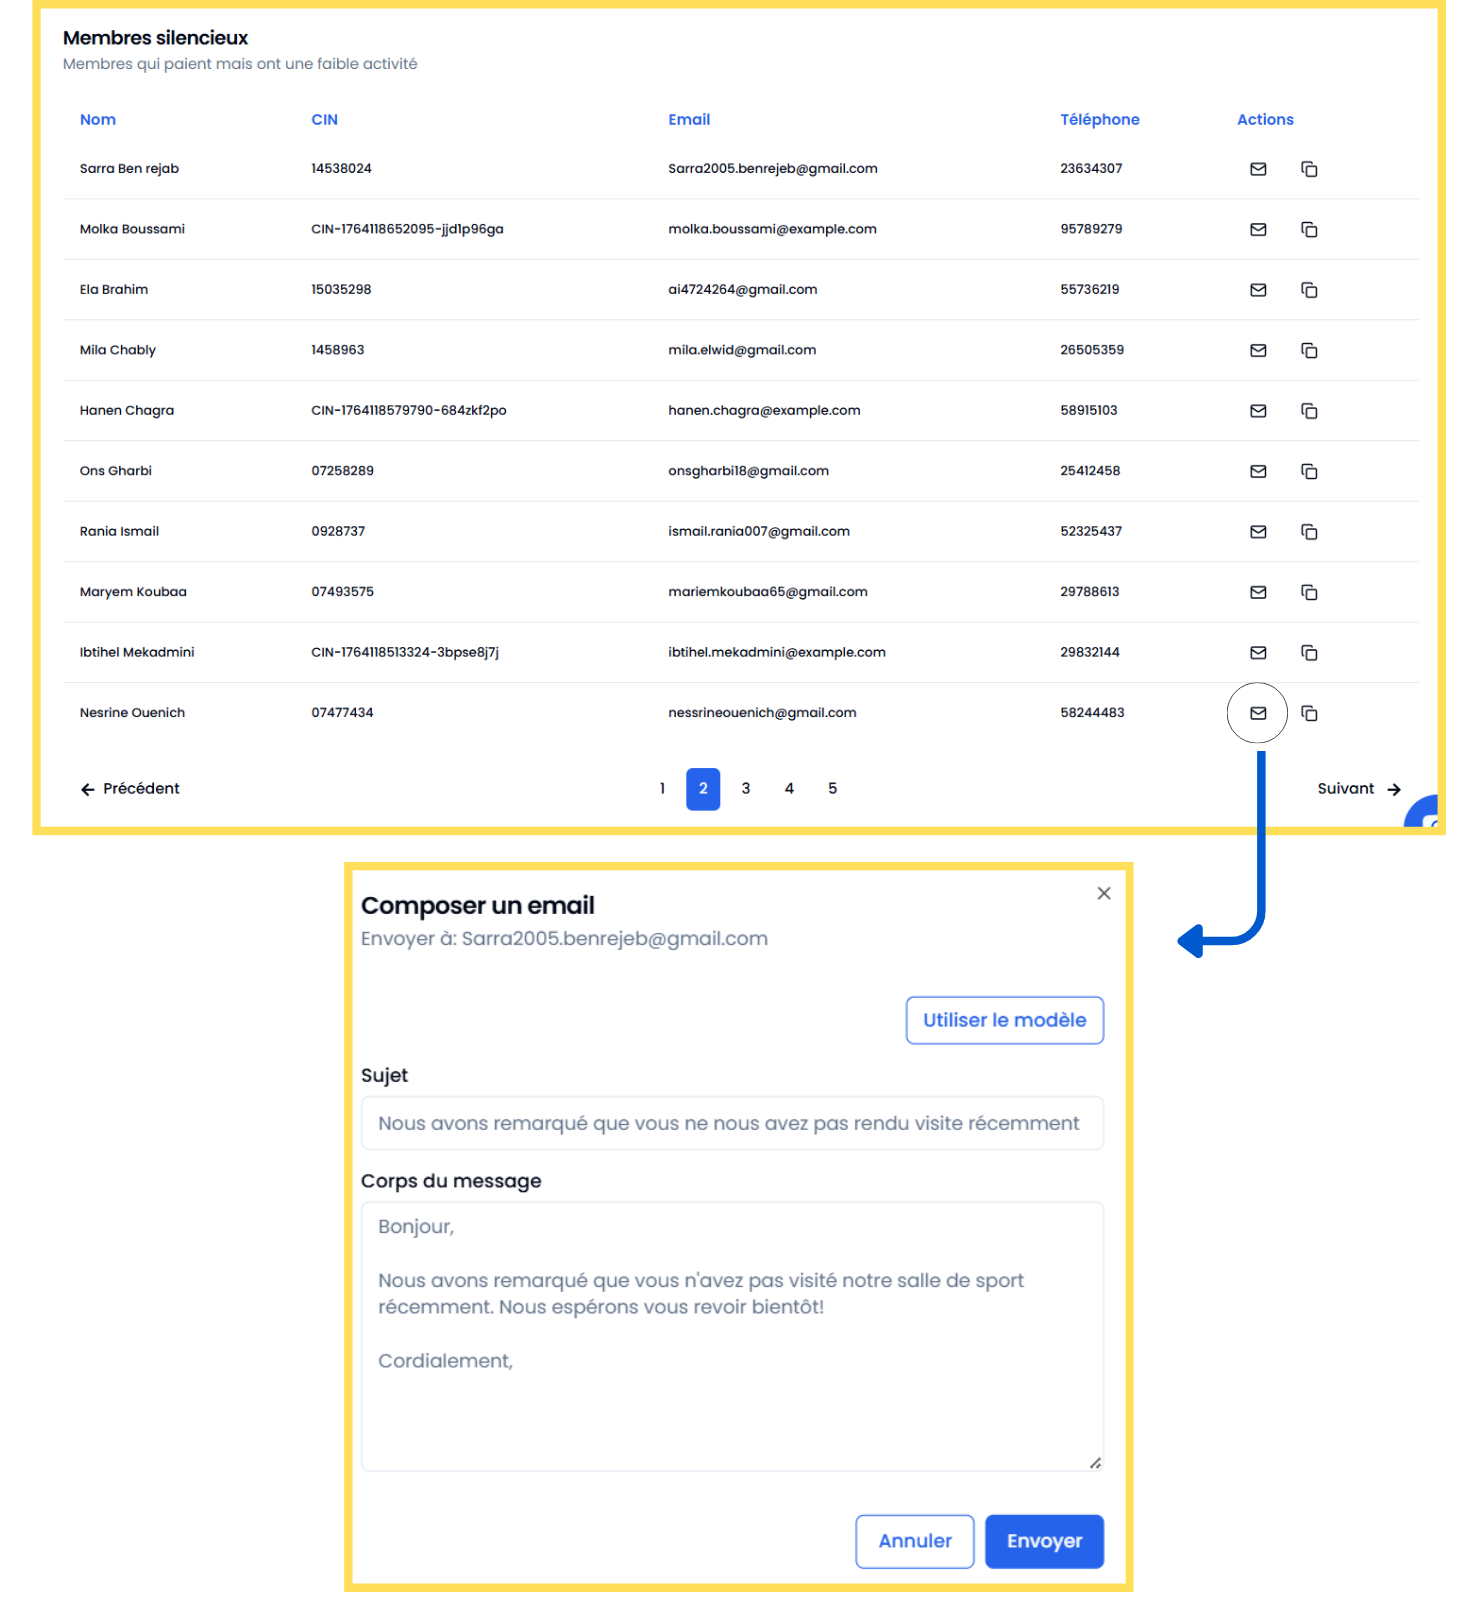 Membres silencieux
Membres qui paient mais ont une faible activité
Nom CIN Email Téléphone Actions
Sarra Ben rejab 14538024 Sarra2005.benrejeb@gmail.com 23634307
Molka Boussami CIN-1764118652095-jjd1p96ga molka.boussami@example.com 95789279
Ela Brahim 15035298 ai4724264@gmail.com 55736219
Mila Chably 1458963 mila.elwid@gmail.com 26505359
Hanen Chagra CIN-1764118579790-684zkf2po hanen.chagra@example.com 58915103
Ons Gharbi 07258289 onsgharbi18@gmail.com 25412458
Rania Ismail 0928737 ismail.rania007@gmail.com 52325437
Maryem Koubaa 07493575 mariemkoubaa65@gmail.com 29788613
Ibtihel Mekadmini CIN-1764118513324-3bpse8j7j ibtihel.mekadmini@example.com 29832144
Nesrine Ouenich 07477434 nessrineouenich@gmail.com 58244483
Précédent 1 2 3 4 5 Suivant
Composer un email
Envoyer à: Sarra2005.benrejeb@gmail.com
Utiliser le modèle
Sujet
Nous avons remarqué que vous ne nous avez pas rendu visite récemment
Corps du message
Bonjour,
Nous avons remarqué que vous n'avez pas visité notre salle de sport
récemment. Nous espérons vous revoir bientôt!
Cordialement,
Annuler Envoyer